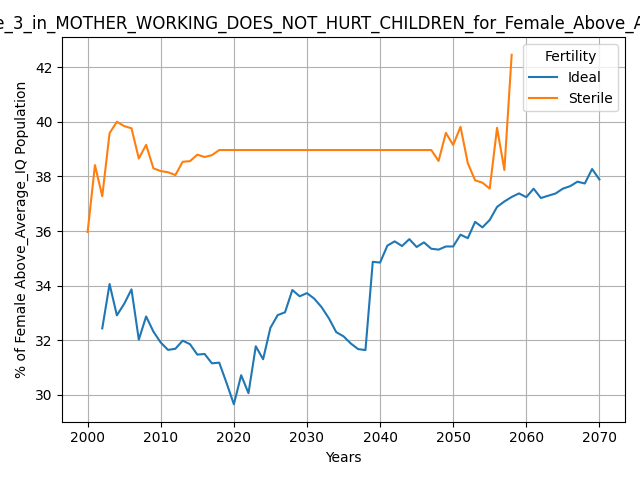 e_3_in_MOTHER_WORKING_DOES_NOT_HURT_CHILDREN_for_Female_Above_A
Fertility
Ideal
Sterile
% of Female Above_Average_IQ Population
42
40
38
36
34
32
30
2000 2010 2020 2030 2040 2050 2060 2070
Years